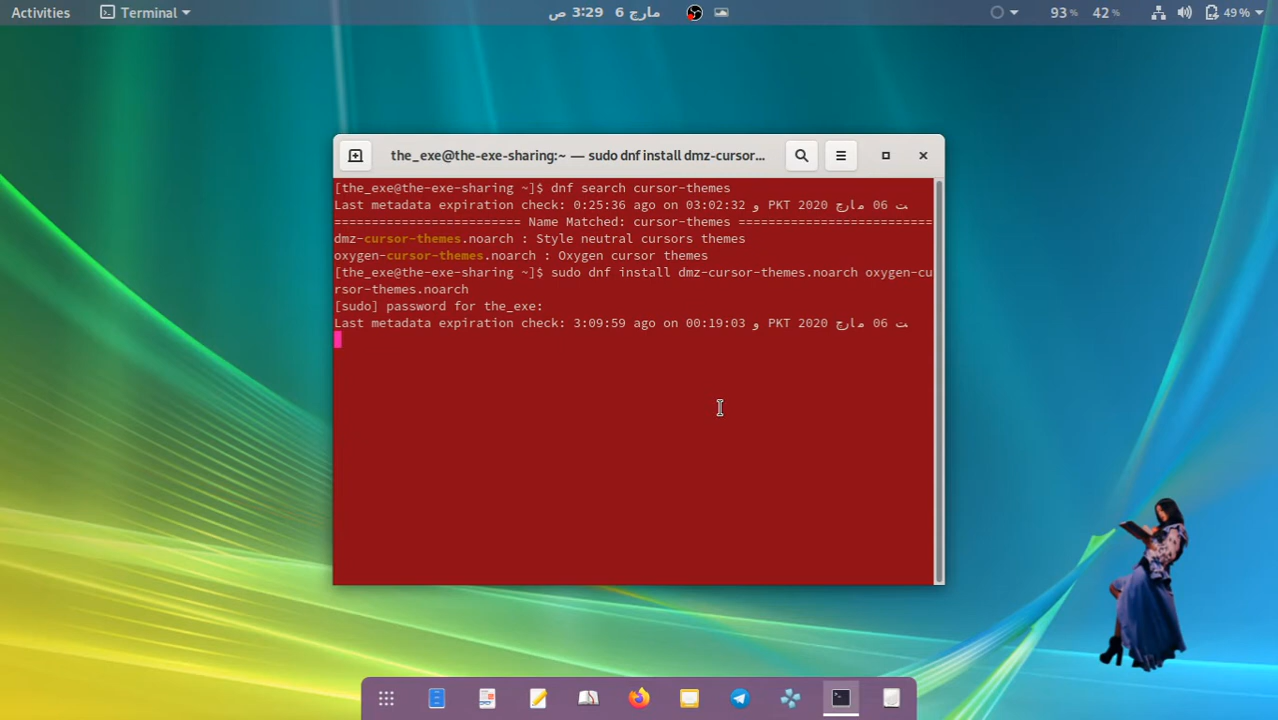 Activities
Terminal
مارچ 6 3:29 ص
93 %
42 %
49 %
the_exe@the-exe-sharing:~ — sudo dnf install dmz-cursor...
[the_exe@the-exe-sharing ~]$ dnf search cursor-themes
Last metadata expiration check: 0:25:36 ago on 03:02:32 و PKT 2020 مارچ 06 ت
========================= Name Matched: cursor-themes ==========================
dmz-cursor-themes.noarch : Style neutral cursors themes
oxygen-cursor-themes.noarch : Oxygen cursor themes
[the_exe@the-exe-sharing ~]$ sudo dnf install dmz-cursor-themes.noarch oxygen-cu
rsor-themes.noarch
[sudo] password for the_exe:
Last metadata expiration check: 3:09:59 ago on 00:19:03 و PKT 2020 مارچ 06 ت